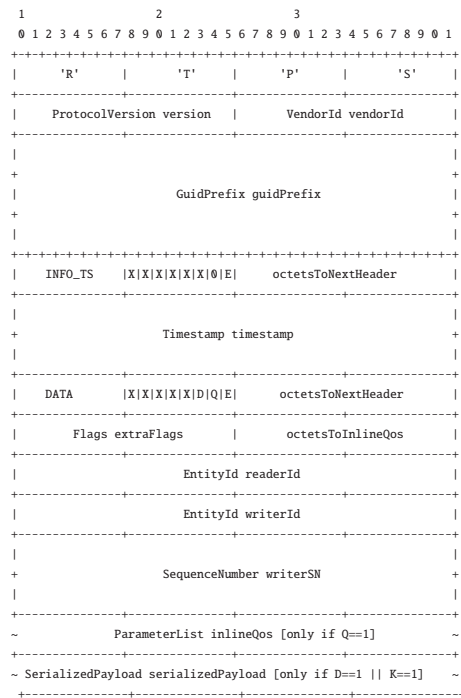 1 2 3
0 1 2 3 4 5 6 7 8 9 0 1 2 3 4 5 6 7 8 9 0 1 2 3 4 5 6 7 8 9 0 1
+-+-+-+-+-+-+-+-+-+-+-+-+-+-+-+-+-+-+-+-+-+-+-+-+-+-+-+-+-+-+-+-+
| 'R' | 'T' | 'P' | 'S' |
+---------------+---------------+---------------+---------------+
| ProtocolVersion version | VendorId vendorId |
+---------------+---------------+---------------+---------------+
| |
+ +
| GuidPrefix guidPrefix |
+ +
| |
+-+-+-+-+-+-+-+-+-+-+-+-+-+-+-+-+-+-+-+-+-+-+-+-+-+-+-+-+-+-+-+-+
| INFO_TS |X|X|X|X|X|X|0|E| octetsToNextHeader |
+---------------+---------------+---------------+---------------+
| |
+ Timestamp timestamp +
| |
+---------------+---------------+---------------+---------------+
| DATA |X|X|X|X|X|D|Q|E| octetsToNextHeader |
+---------------+---------------+---------------+---------------+
| Flags extraFlags | octetsToInlineQos |
+---------------+---------------+---------------+---------------+
| EntityId readerId |
+---------------+---------------+---------------+---------------+
| EntityId writerId |
+---------------+---------------+---------------+---------------+
| |
+ SequenceNumber writerSN +
| |
+---------------+---------------+---------------+---------------+
~ ParameterList inlineQos [only if Q==1] ~
+---------------+---------------+---------------+---------------+
~ SerializedPayload serializedPayload [only if D==1 || K==1] ~
+---------------+---------------+---------------+---------------